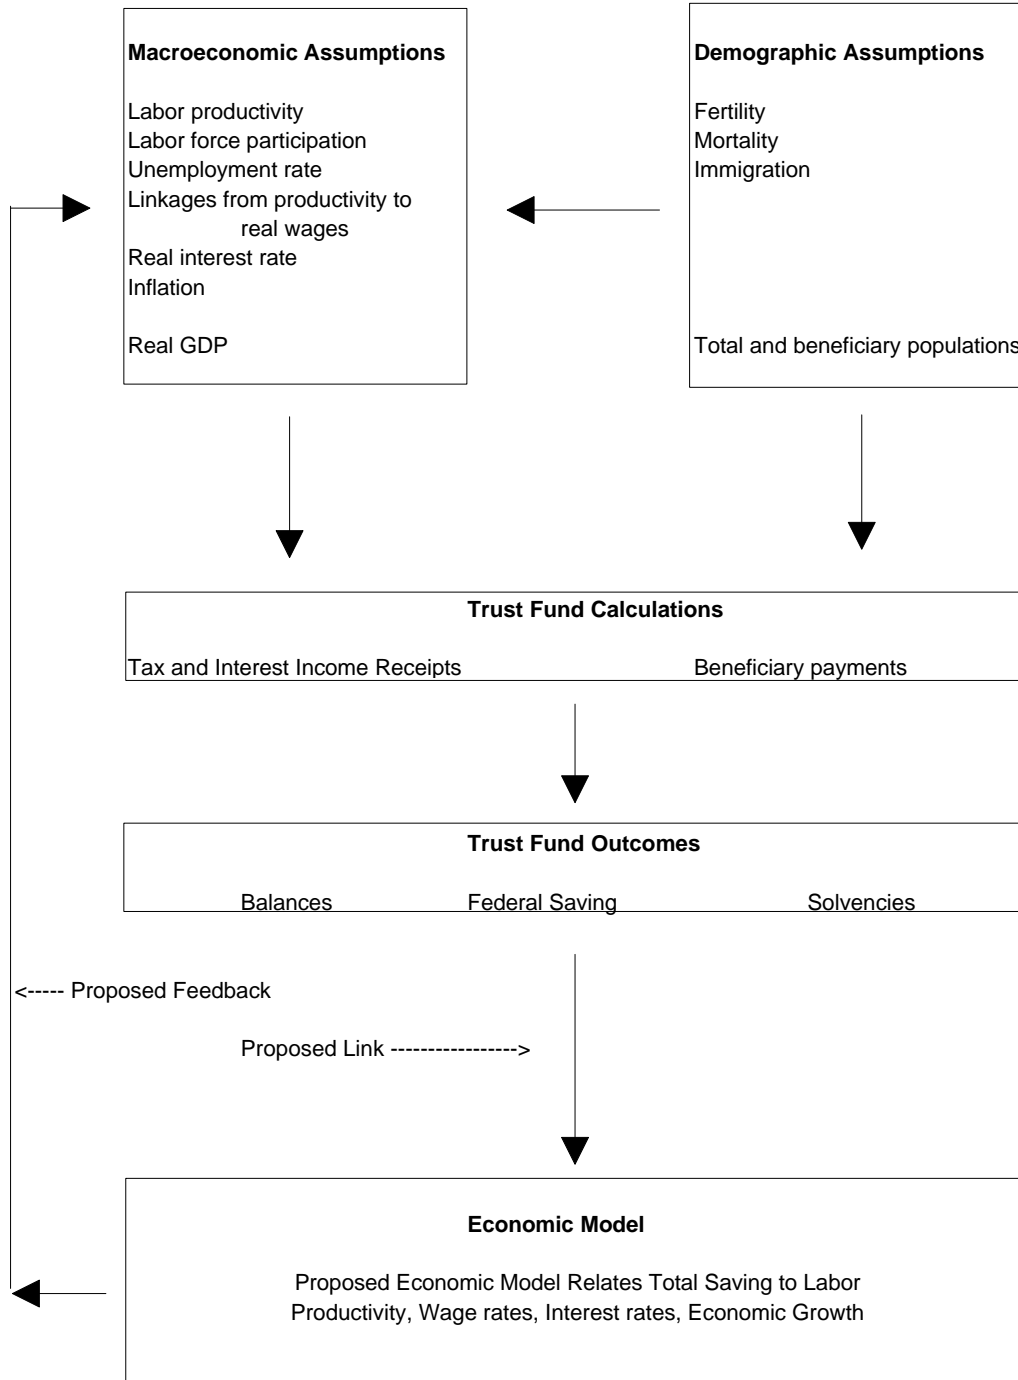 Macroeconomic Assumptions
Labor productivity
Labor force participation
Unemployment rate
Linkages from productivity to
real wages
Real interest rate
Inflation
Real GDP
Demographic Assumptions
Fertility
Mortality
Immigration
Total and beneficiary populations
Trust Fund Calculations
Tax and Interest Income Receipts
Beneficiary payments
Trust Fund Outcomes
Balances Federal Saving Solvencies
<----- Proposed Feedback
Proposed Link ----------------->
Economic Model
Proposed Economic Model Relates Total Saving to Labor
Productivity, Wage rates, Interest rates, Economic Growth